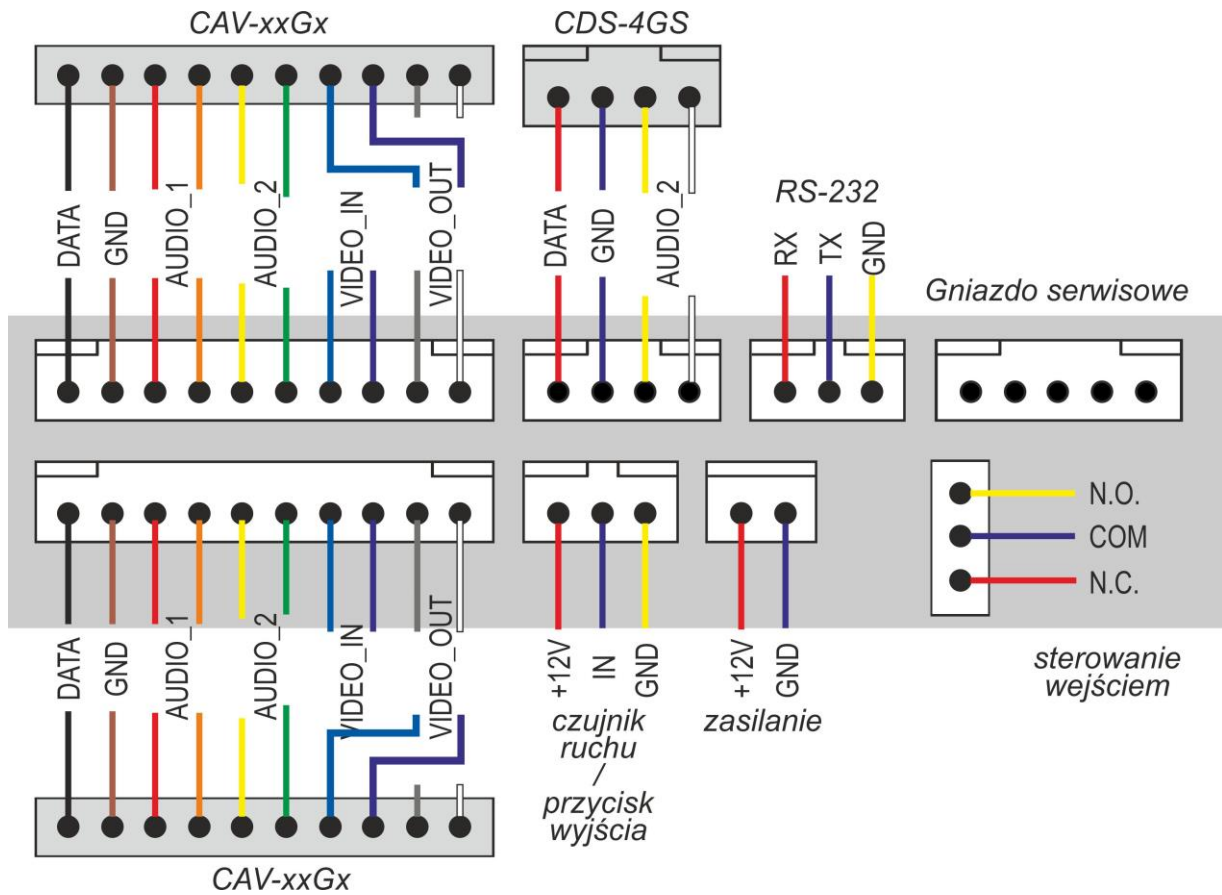 CAV-xxGx
CDS-4GS
DATA
GND
AUDIO_1
AUDIO_2
VIDEO_IN
VIDEO_OUT
DATA
GND
AUDIO_2
RS-232
RX
TX
GND
Gniazdo serwisowe
DATA
GND
AUDIO_1
AUDIO_2
VIDEO_IN
VIDEO_OUT
+12V
IN
GND
czujnik
ruchu
/
przycisk
wyjścia
+12V
GND
zasilanie
N.O.
COM
N.C.
sterowanie
wejściem
CAV-xxGx